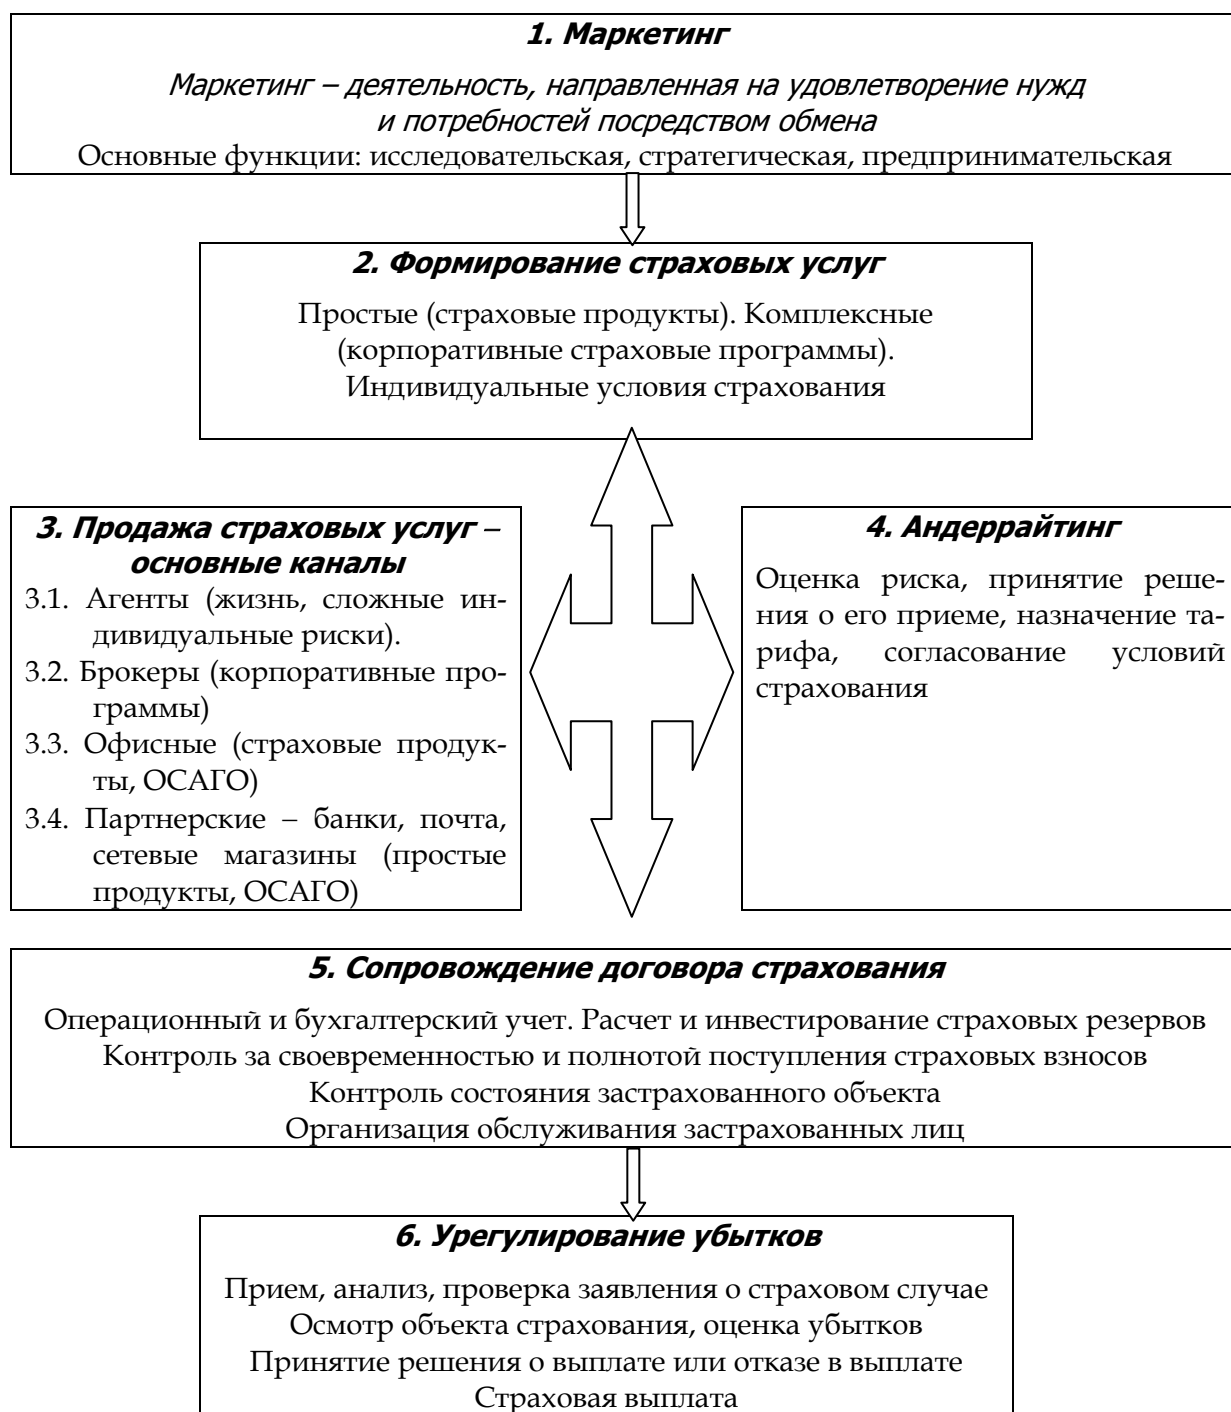 1. Маркетинг
Маркетинг – деятельность, направленная на удовлетворение нужд
и потребностей посредством обмена
Основные функции: исследовательская, стратегическая, предпринимательская
2. Формирование страховых услуг
Простые (страховые продукты). Комплексные
(корпоративные страховые программы).
Индивидуальные условия страхования
3. Продажа страховых услуг –
основные каналы
3.1. Агенты (жизнь, сложные ин-
дивидуальные риски).
3.2. Брокеры (корпоративные про-
граммы)
3.3. Офисные (страховые продук-
ты, ОСАГО)
3.4. Партнерские – банки, почта,
сетевые магазины (простые
продукты, ОСАГО)
4. Андеррайтинг
Оценка риска, принятие реше-
ния о его приеме, назначение та-
рифа, согласование условий
страхования
5. Сопровождение договора страхования
Операционный и бухгалтерский учет. Расчет и инвестирование страховых резервов
Контроль за своевременностью и полнотой поступления страховых взносов
Контроль состояния застрахованного объекта
Организация обслуживания застрахованных лиц
6. Урегулирование убытков
Прием, анализ, проверка заявления о страховом случае
Осмотр объекта страхования, оценка убытков
Принятие решения о выплате или отказе в выплате
Страховая выплата